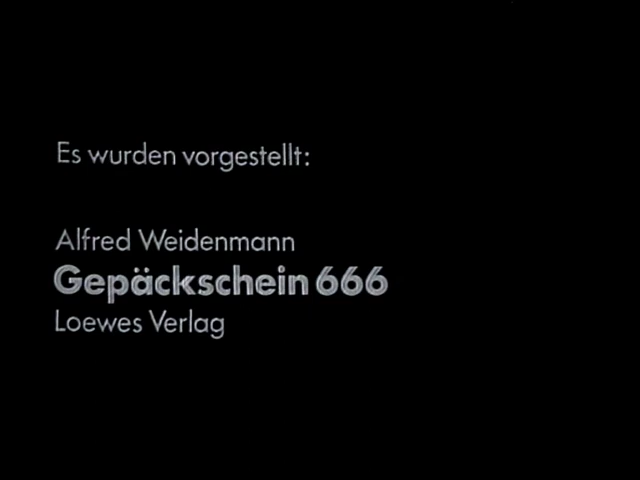 Es wurden vorgestellt:
Alfred Weidenmann
Gepäckschein 666
Loewes Verlag